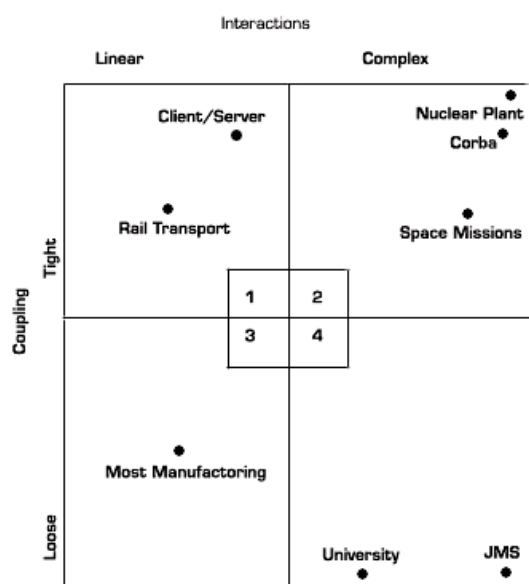 Interactions
Linear
Complex
Nuclear Plant
Client/Server
Corba
Rail Transport
Space Missions
Tight
1
2
Coupling
3
4
Most Manufactoring
Loose
University
JMS